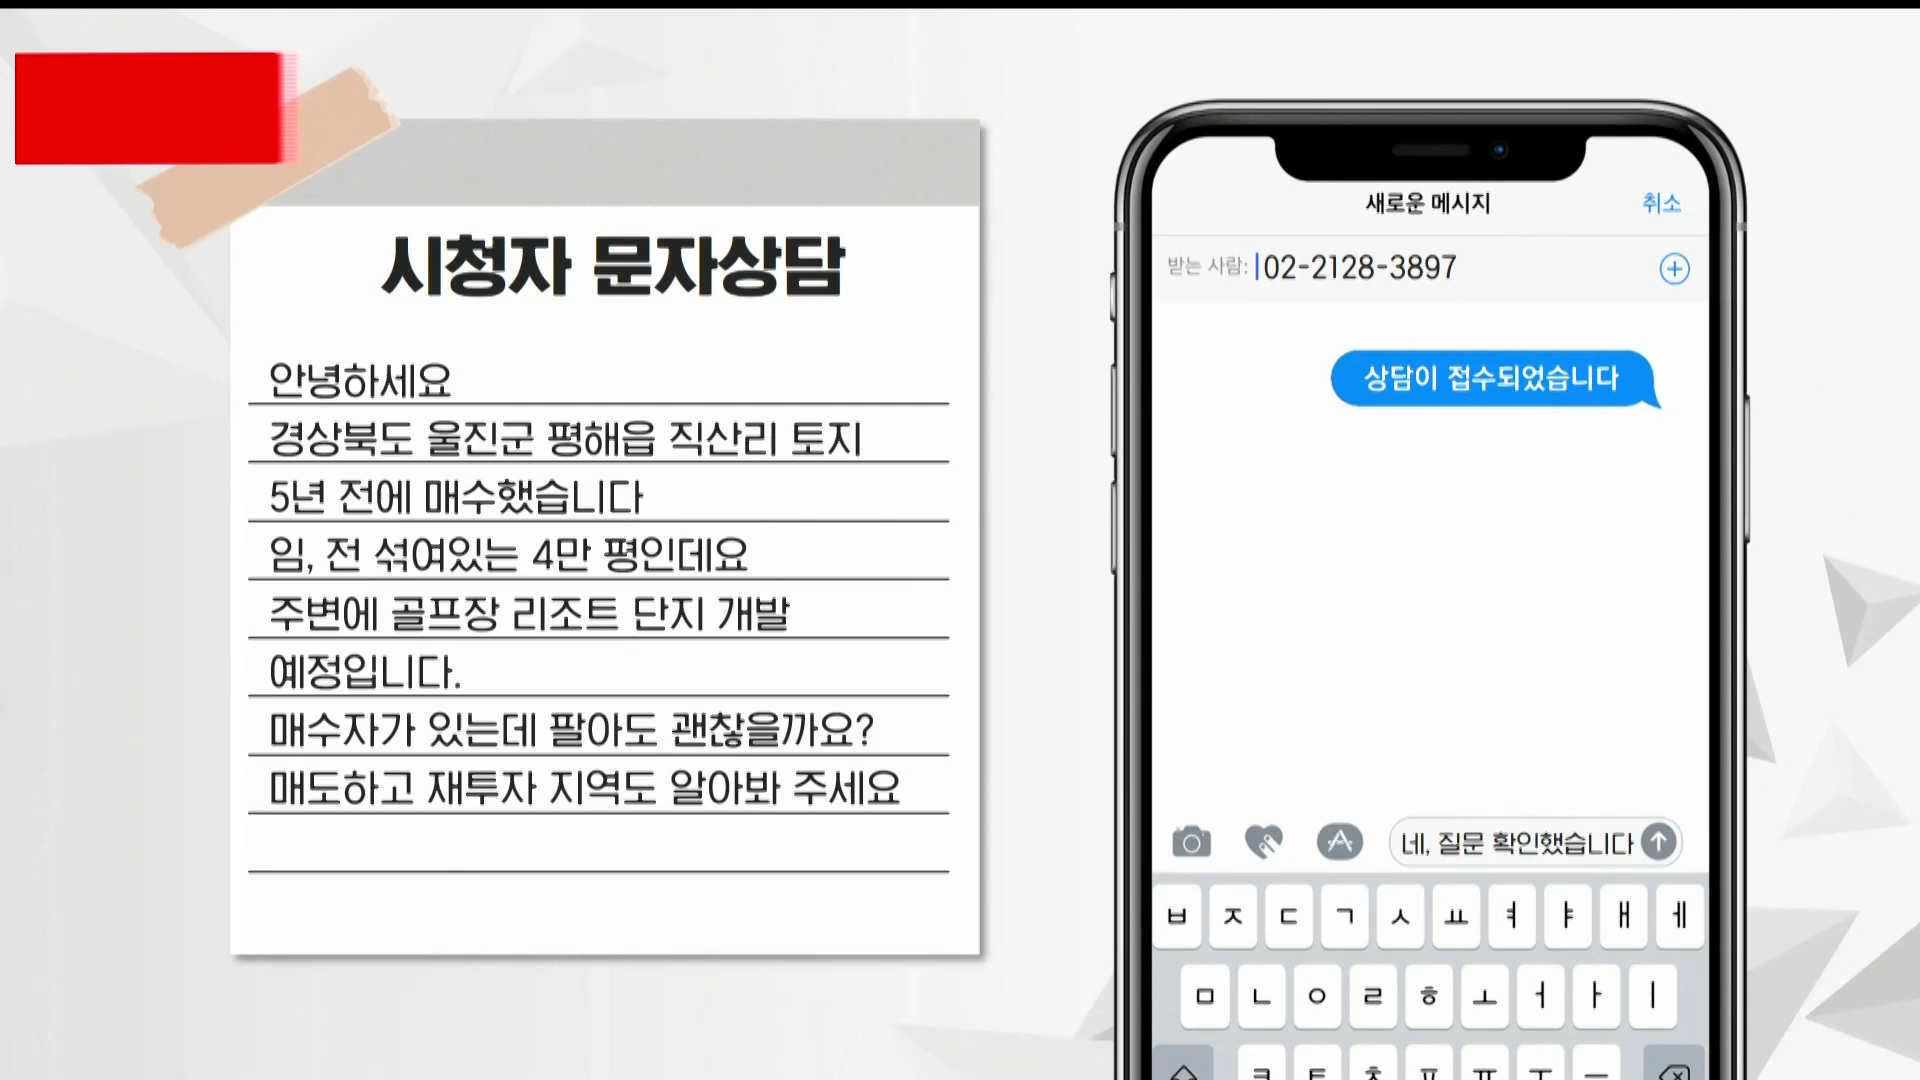 시청자 문자상담
안녕하세요
경상북도 울진군 평해읍 직산리 토지
5년 전에 매수했습니다
임, 전 섞여있는 4만 평인데요
주변에 골프장 리조트 단지 개발
예정입니다.
매수자가 있는데 팔아도 괜찮을까요?
매도하고 재투자 지역도 알아봐 주세요
새로운 메시지 취소
받는 사람: 02-2128-3897
상담이 접수되었습니다
네, 질문 확인했습니다
ㅂ ㅈ ㄷ ㄱ ㅅ ㅛ ㅕ ㅑ ㅐ ㅔ
ㅁ ㄴ ㅇ ㄹ ㅎ ㅗ ㅓ ㅏ ㅣ
ㅋ ㅌ ㅊ ㅍ ㅠ ㅜ ㅡ